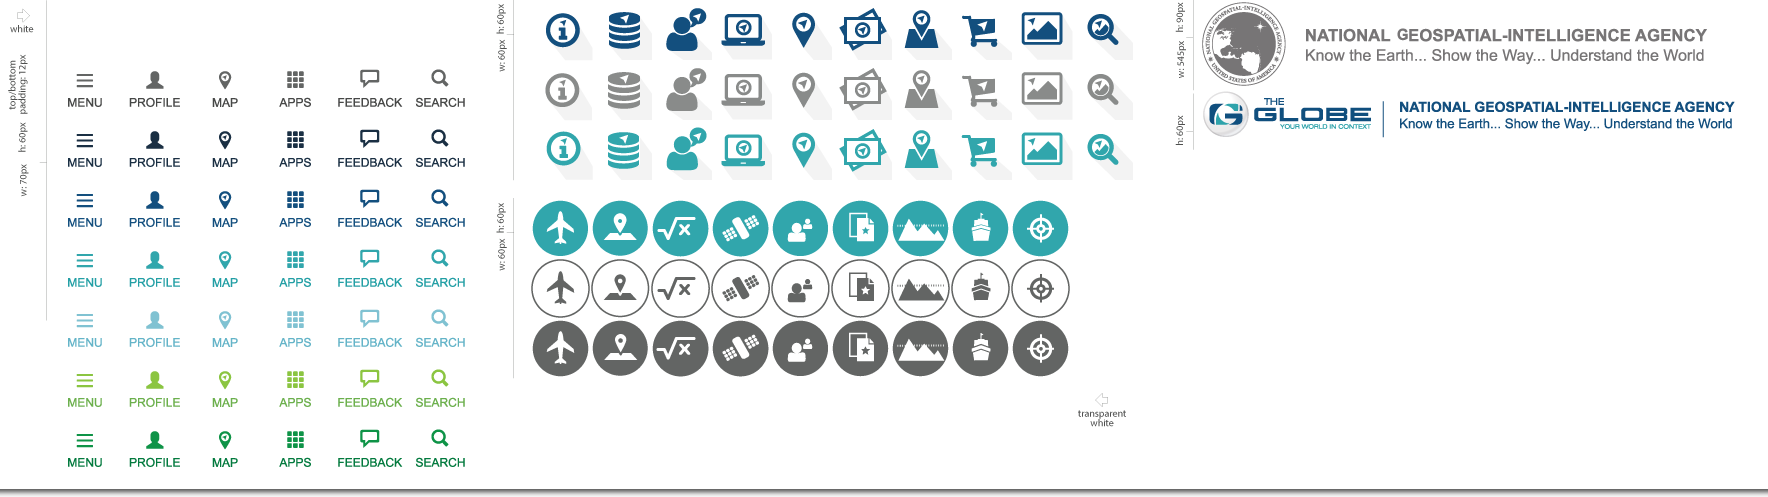 white
top/bottom
padding: 12px
h: 60px
w: 70px
MENU PROFILE MAP APPS FEEDBACK SEARCH
MENU PROFILE MAP APPS FEEDBACK SEARCH
MENU PROFILE MAP APPS FEEDBACK SEARCH
MENU PROFILE MAP APPS FEEDBACK SEARCH
MENU PROFILE MAP APPS FEEDBACK SEARCH
MENU PROFILE MAP APPS FEEDBACK SEARCH
MENU PROFILE MAP APPS FEEDBACK SEARCH
h: 60px
w: 60px
h: 60px
w: 60px
transparent
white
h: 90px
w: 545px
NATIONAL GEOSPATIAL-INTELLIGENCE AGENCY
UNITED STATES OF AMERICA
NATIONAL GEOSPATIAL-INTELLIGENCE AGENCY
Know the Earth... Show the Way... Understand the World
h: 60px
THE
GLOBE
YOUR WORLD IN CONTEXT
NATIONAL GEOSPATIAL-INTELLIGENCE AGENCY
Know the Earth... Show the Way... Understand the World